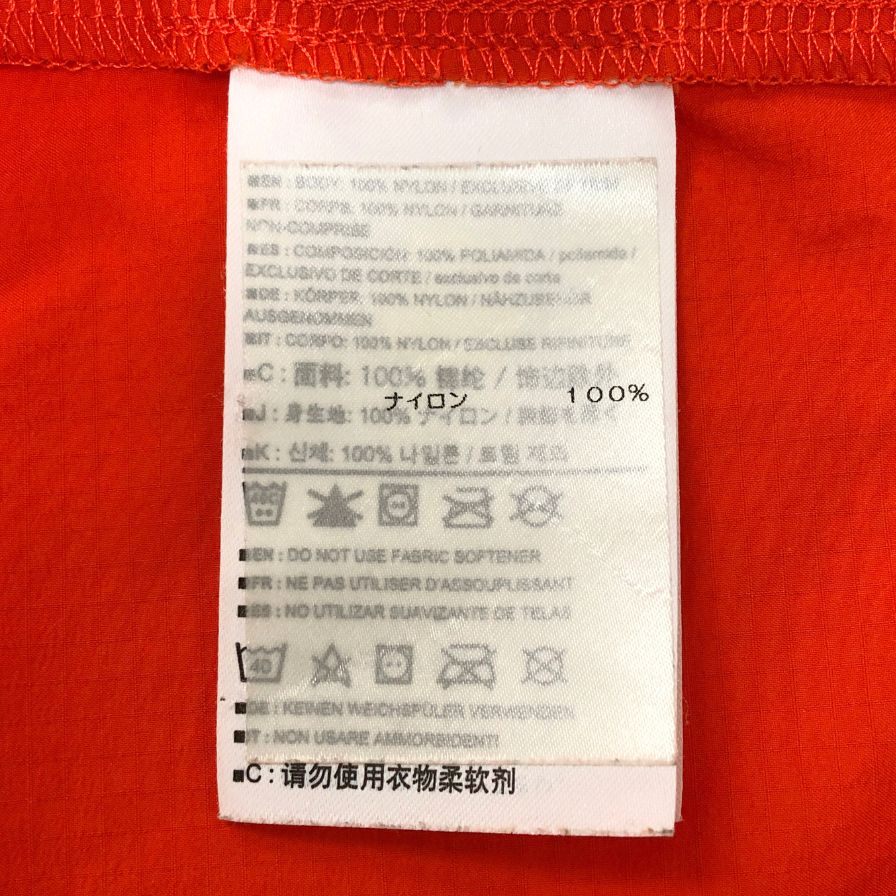 ■EN : BODY: 100% NYLON / EXCLUSIVE OF TRIM
■FR : CORPS: 100% NYLON / GARNITURE
NON-COMPRISE
■ES : COMPOSICIÓN: 100% POLIAMIDA / poliamida /
EXCLUSIVO DE CORTE / exclusivo de corte
■DE : KÖRPER: 100% NYLON / NÄHZUBEHÖR
AUSGENOMMEN
■IT : CORPO: 100% NYLON / ESCLUSE RIFINITURE
■C : 面料: 100% 锦纶 / 饰边除外
ナイロン 100%
■J : 身生地: 100% ナイロン / を除く
■K : 신체: 100% 나일론 / 트림 제외
■EN : DO NOT USE FABRIC SOFTENER
■FR : NE PAS UTILISER D'ASSOUPLISSANT
■ES : NO UTILIZAR SUAVIZANTE DE TELAS
40
■DE : KEINEN WEICHSPÜLER VERWENDEN
■IT : NON USARE AMMORBIDENTI
■C : 请勿使用衣物柔软剂